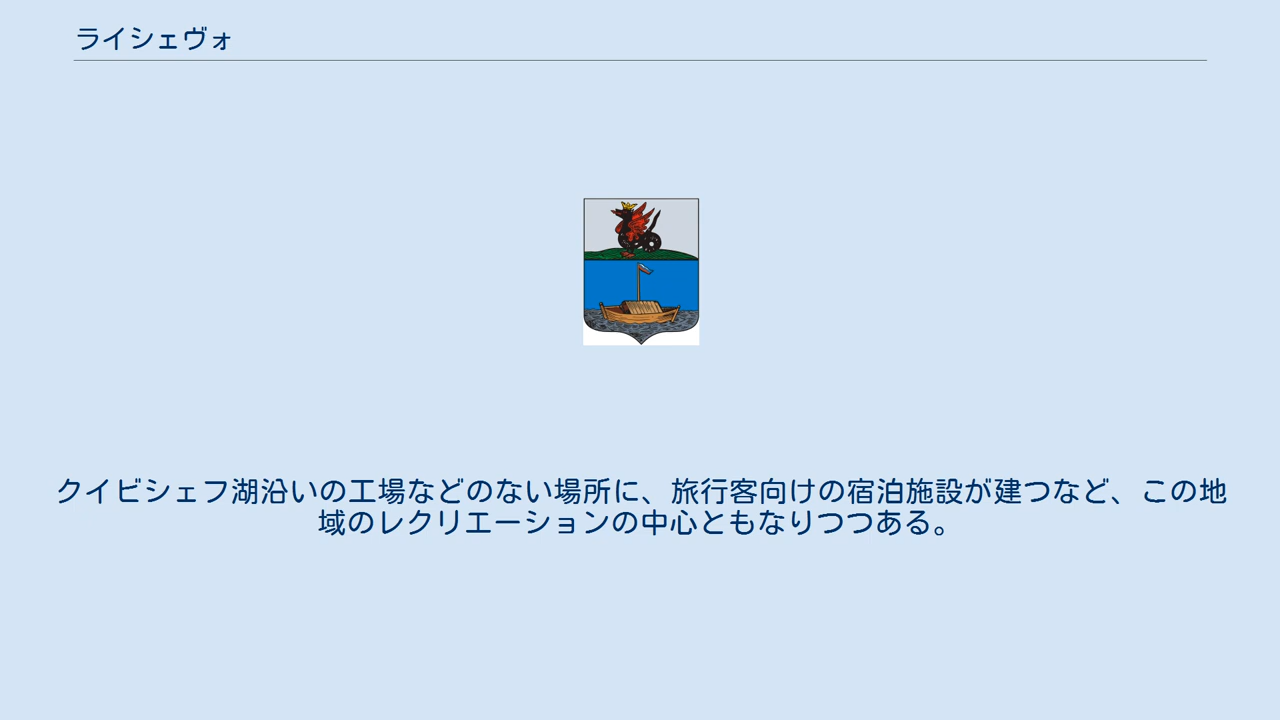 ライシェヴォ
クイビシェフ湖沿いの工場などのない場所に、旅行客向けの宿泊施設が建つなど、この地
域のレクリエーションの中心ともなりつつある。